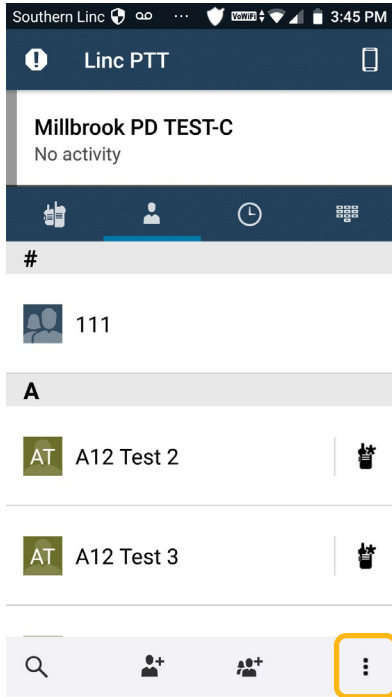 Southern Linc ... VoWiFi 3:45 PM
Linc PTT
Millbrook PD TEST-C
No activity
#
111
A
AT A12 Test 2
AT A12 Test 3